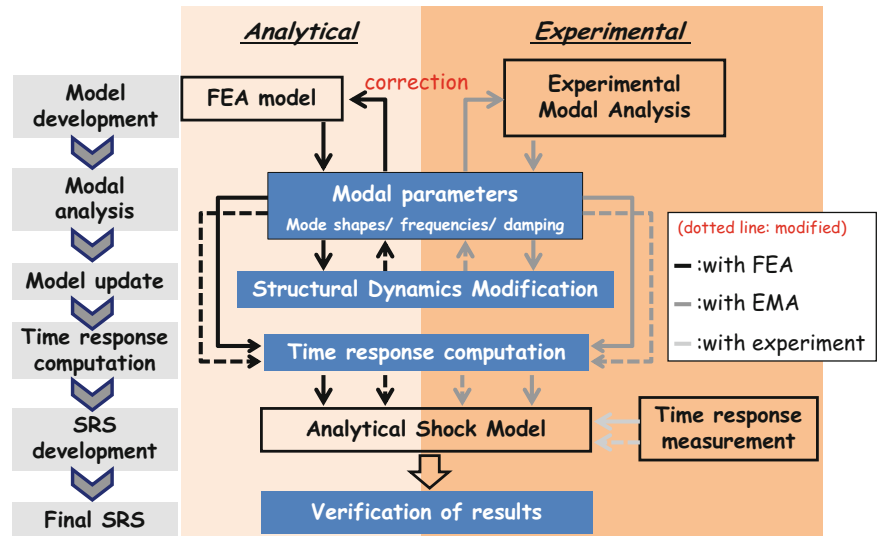 Analytical
Experimental
Model
development
Modal
analysis
Model update
Time response
computation
SRS
development
Final SRS
FEA model
correction
Experimental
Modal Analysis
Modal parameters
Mode shapes/ frequencies/ damping
Structural Dynamics Modification
Time response computation
Analytical Shock Model
Time response
measurement
Verification of results
(dotted line: modified)
:with FEA
:with EMA
:with experiment